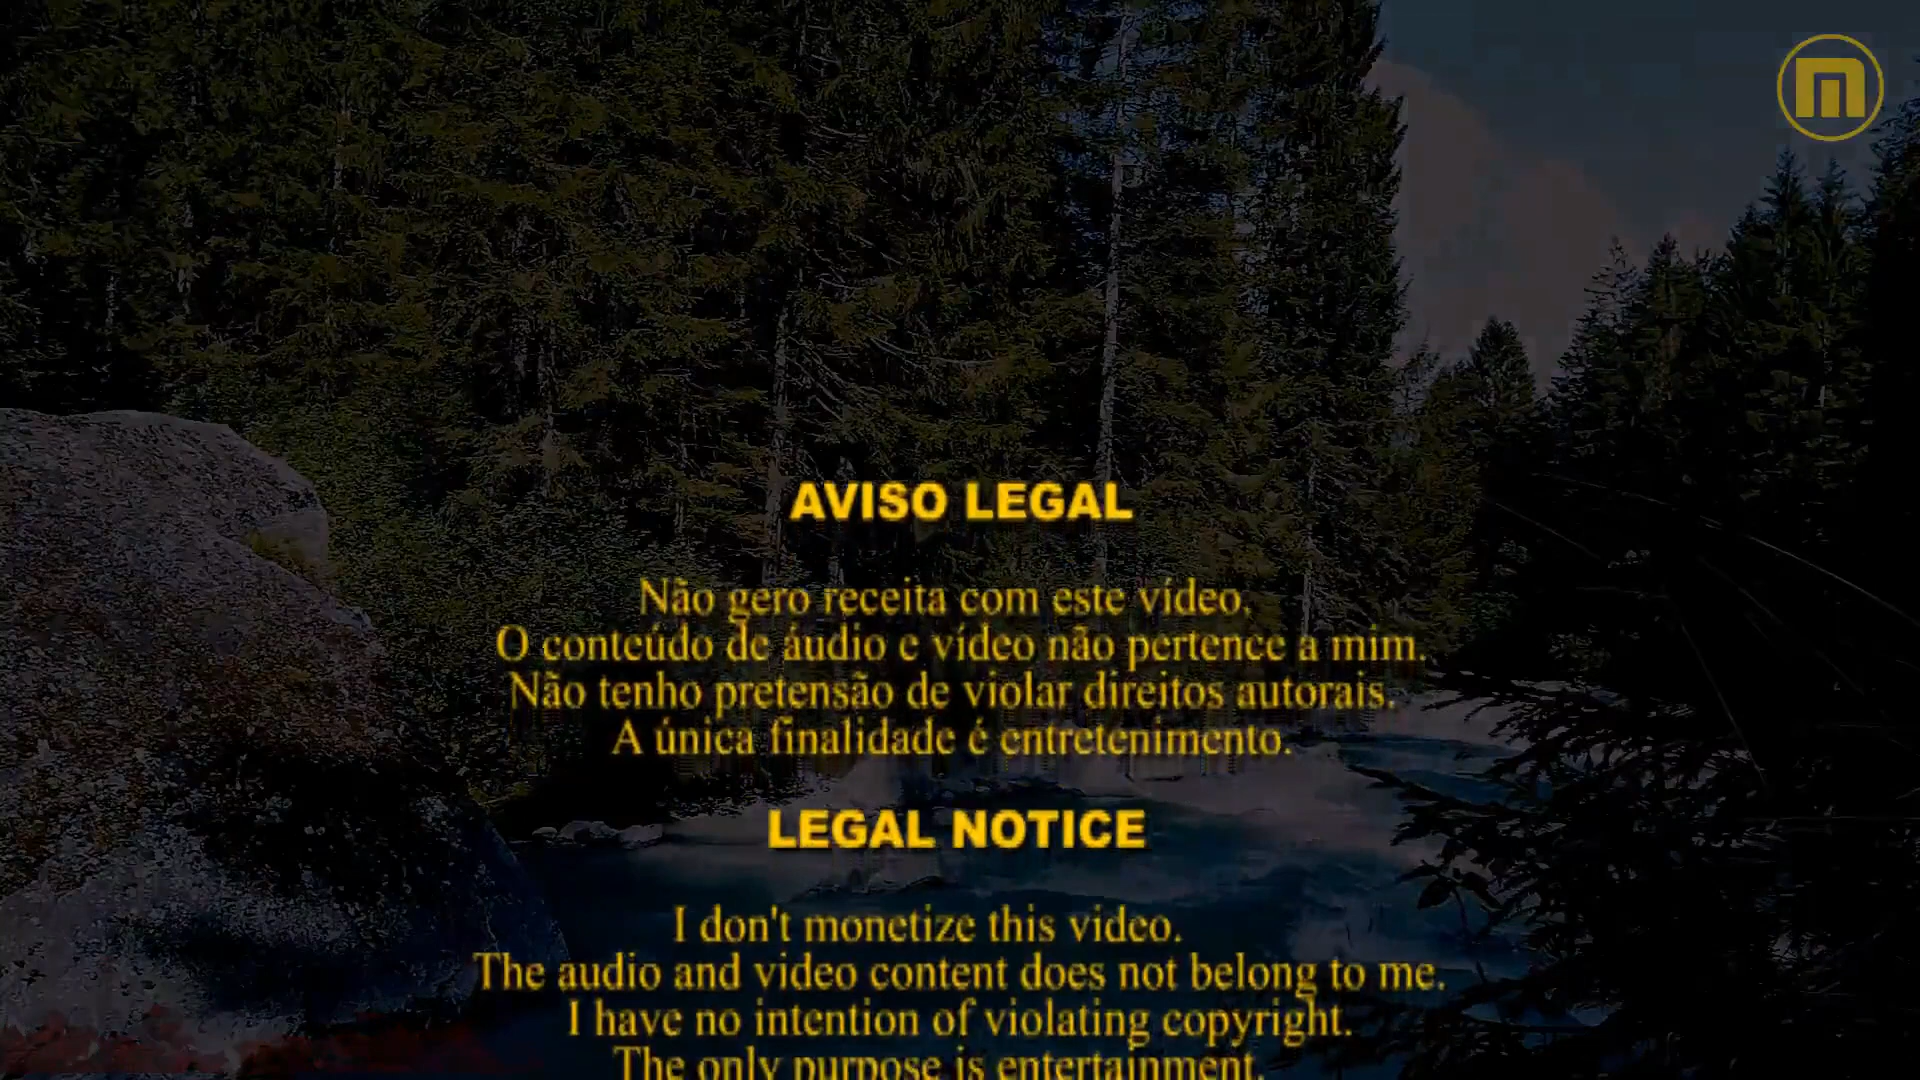 AVISO LEGAL
Não gero receita com este vídeo.
O conteúdo de áudio e vídeo não pertence a mim.
Não tenho pretensão de violar direitos autorais.
A única finalidade é entretenimento.
LEGAL NOTICE
I don't monetize this video.
The audio and video content does not belong to me.
I have no intention of violating copyright.
The only purpose is entertainment.